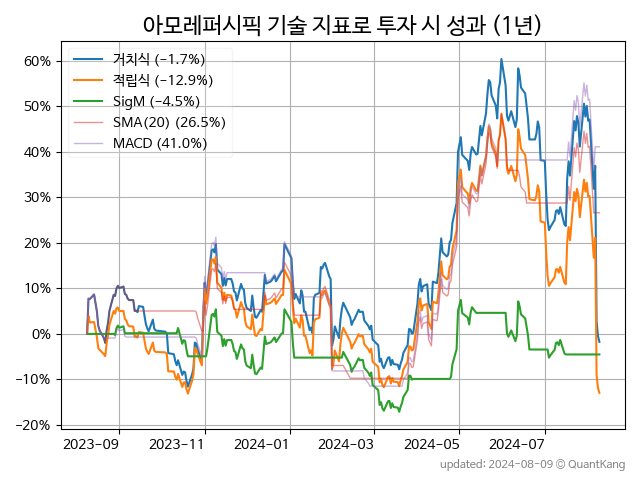 아모레퍼시픽 기술 지표로 투자 시 성과 (1년)
거치식 (−1.7%)
적립식 (−12.9%)
SigM (−4.5%)
SMA(20) (26.5%)
MACD (41.0%)
60%
50%
40%
30%
20%
10%
0%
−10%
−20%
2023-09 2023-11 2024-01 2024-03 2024-05 2024-07
updated: 2024-08-09 © QuantKang